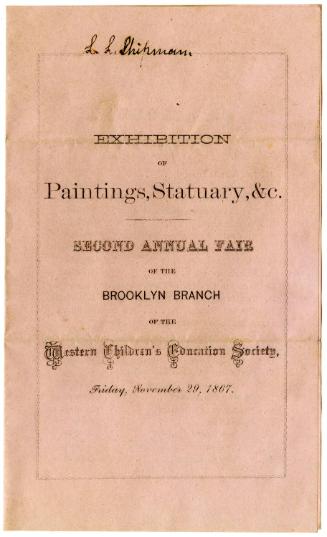 L. L. Chipman.
EXHIBITION
OF
Paintings, Statuary, &c.
SECOND ANNUAL FAIR
OF THE
BROOKLYN BRANCH
OF THE
Western Children's Education Society,
Friday, November 29, 1867.